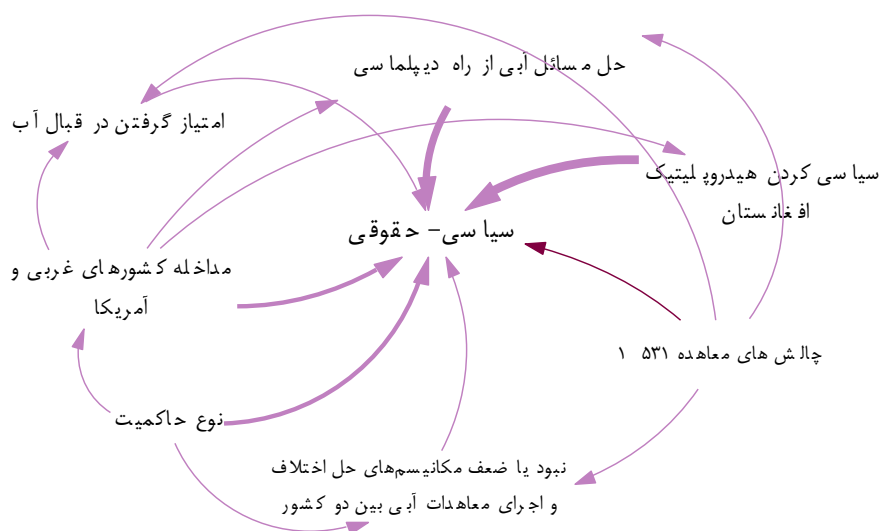 حل مسائل آبی از راه دیپلماسی
امتیاز گرفتن در قبال آب
سیاسی کردن هیدروپلیتیک
افغانستان
سیاسی- حقوقی
مداخله کشورهای غربی و
آمریکا
چالش های معاهده ۵۳۱ ۱
نوع حاکمیت
نبود یا ضعف مکانیسم‌های حل اختلاف
و اجرای معاهدات آبی بین دو کشور